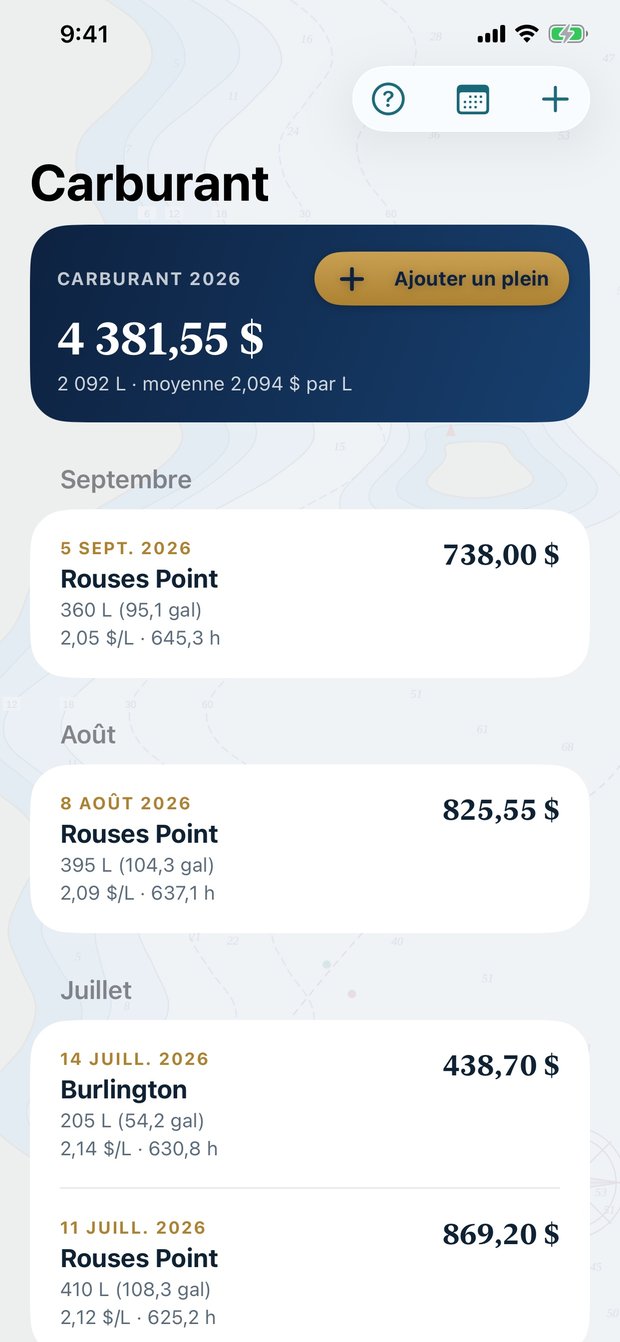 9:41
Carburant
CARBURANT 2026
Ajouter un plein
4 381,55 $
2 092 L · moyenne 2,094 $ par L
Septembre
5 SEPT. 2026
738,00 $
Rouses Point
360 L (95,1 gal)
2,05 $/L · 645,3 h
Août
8 AOÛT 2026
825,55 $
Rouses Point
395 L (104,3 gal)
2,09 $/L · 637,1 h
Juillet
14 JUILL. 2026
438,70 $
Burlington
205 L (54,2 gal)
2,14 $/L · 630,8 h
11 JUILL. 2026
869,20 $
Rouses Point
410 L (108,3 gal)
2,12 $/L · 625,2 h